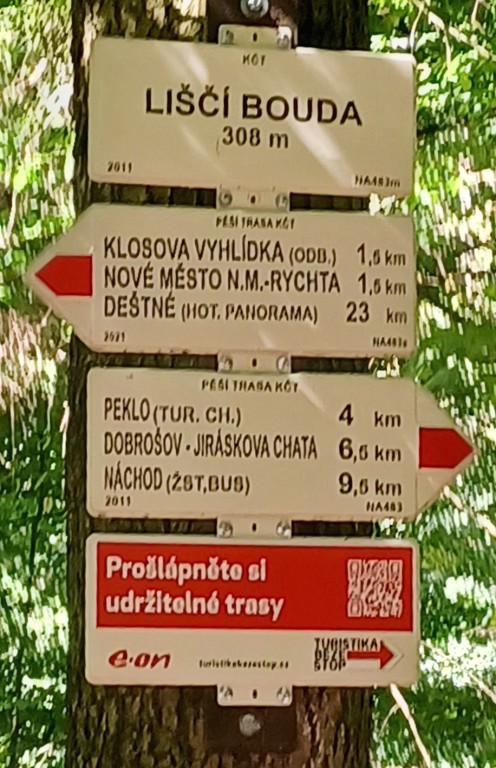 KČT
LIŠČÍ BOUDA
308 m
2011 NA483m
PĚŠÍ TRASA KČT
KLOSOVA VYHLÍDKA (ODB.) 1,5 km
NOVÉ MĚSTO N.M.-RYCHTA 1,5 km
DEŠTNÉ (HOT. PANORAMA) 23 km
2021 NA483a
PĚŠÍ TRASA KČT
PEKLO (TUR. CH.) 4 km
DOBROŠOV - JIRÁSKOVA CHATA 6,5 km
NÁCHOD (ŽST,BUS) 9,5 km
2011 NA483
Prošlápněte si
udržitelné trasy
e·on turistikabezestop.cz TURISTIKA
BEZE
STOP